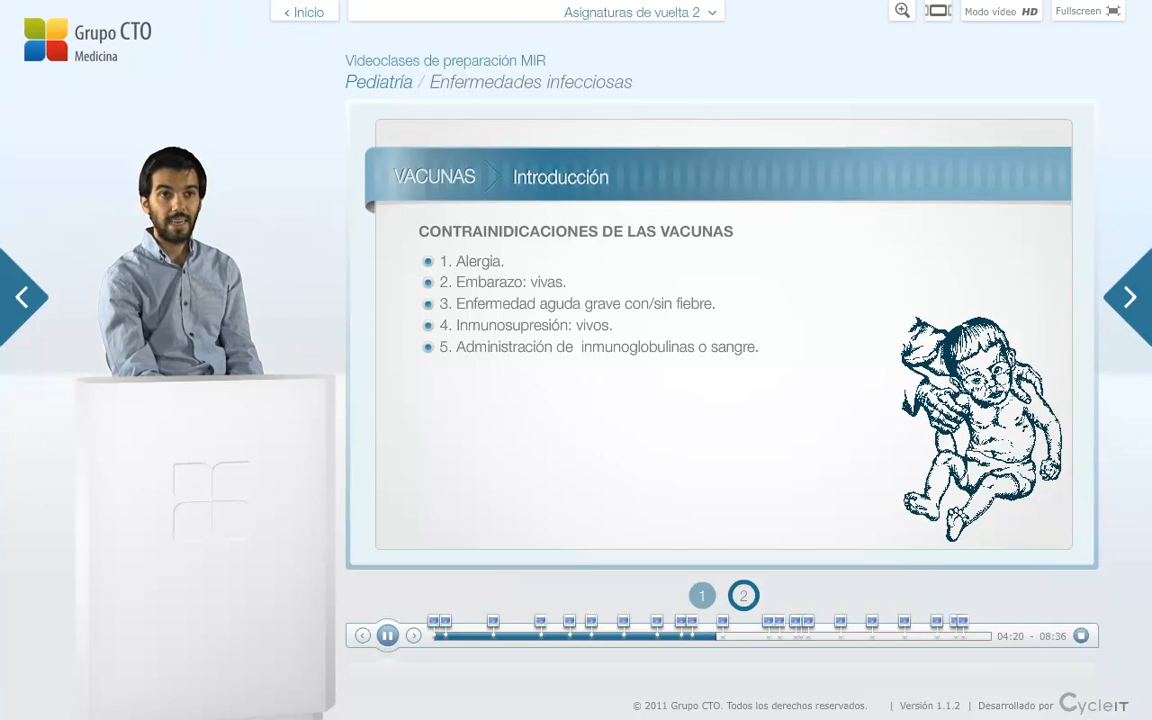 ‹ Inicio
Asignaturas de vuelta 2
Modo vídeo HD
Fullscreen
Grupo CTO
Medicina
Videoclases de preparación MIR
Pediatría / Enfermedades infecciosas
VACUNAS Introducción
CONTRAINIDICACIONES DE LAS VACUNAS
1. Alergia.
2. Embarazo: vivas.
3. Enfermedad aguda grave con/sin fiebre.
4. Inmunosupresión: vivos.
5. Administración de inmunoglobulinas o sangre.
1 2
04:20 - 08:36
© 2011 Grupo CTO. Todos los derechos reservados. | Versión 1.1.2 | Desarrollado por CycleIT